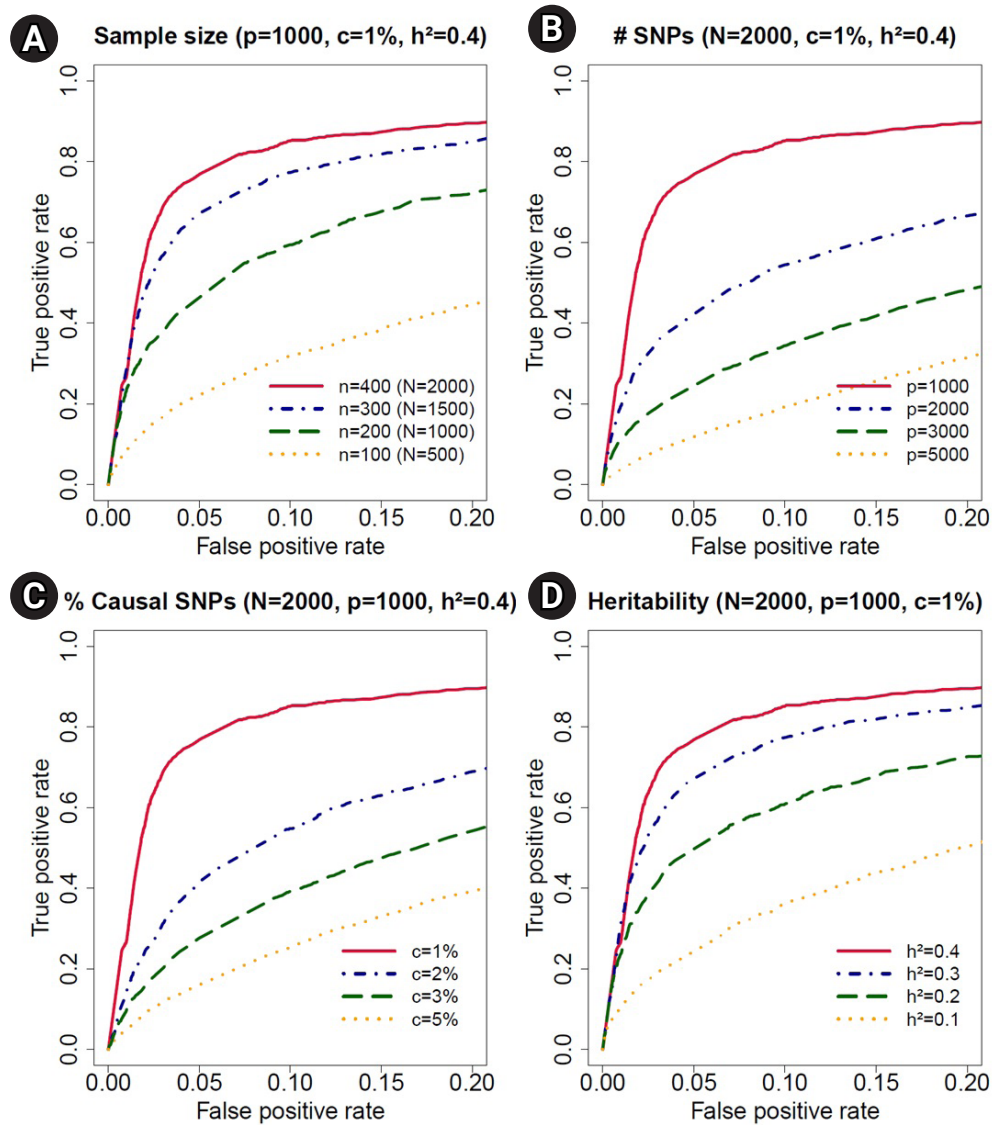 A
Sample size (p=1000, c=1%, h²=0.4)
True positive rate
1.0
0.8
0.6
0.4
0.2
0.0
n=400 (N=2000)
n=300 (N=1500)
n=200 (N=1000)
n=100 (N=500)
0.00 0.05 0.10 0.15 0.20
False positive rate
B
# SNPs (N=2000, c=1%, h²=0.4)
True positive rate
1.0
0.8
0.6
0.4
0.2
0.0
p=1000
p=2000
p=3000
p=5000
0.00 0.05 0.10 0.15 0.20
False positive rate
C
% Causal SNPs (N=2000, p=1000, h²=0.4)
True positive rate
1.0
0.8
0.6
0.4
0.2
0.0
c=1%
c=2%
c=3%
c=5%
0.00 0.05 0.10 0.15 0.20
False positive rate
D
Heritability (N=2000, p=1000, c=1%)
True positive rate
1.0
0.8
0.6
0.4
0.2
0.0
h²=0.4
h²=0.3
h²=0.2
h²=0.1
0.00 0.05 0.10 0.15 0.20
False positive rate